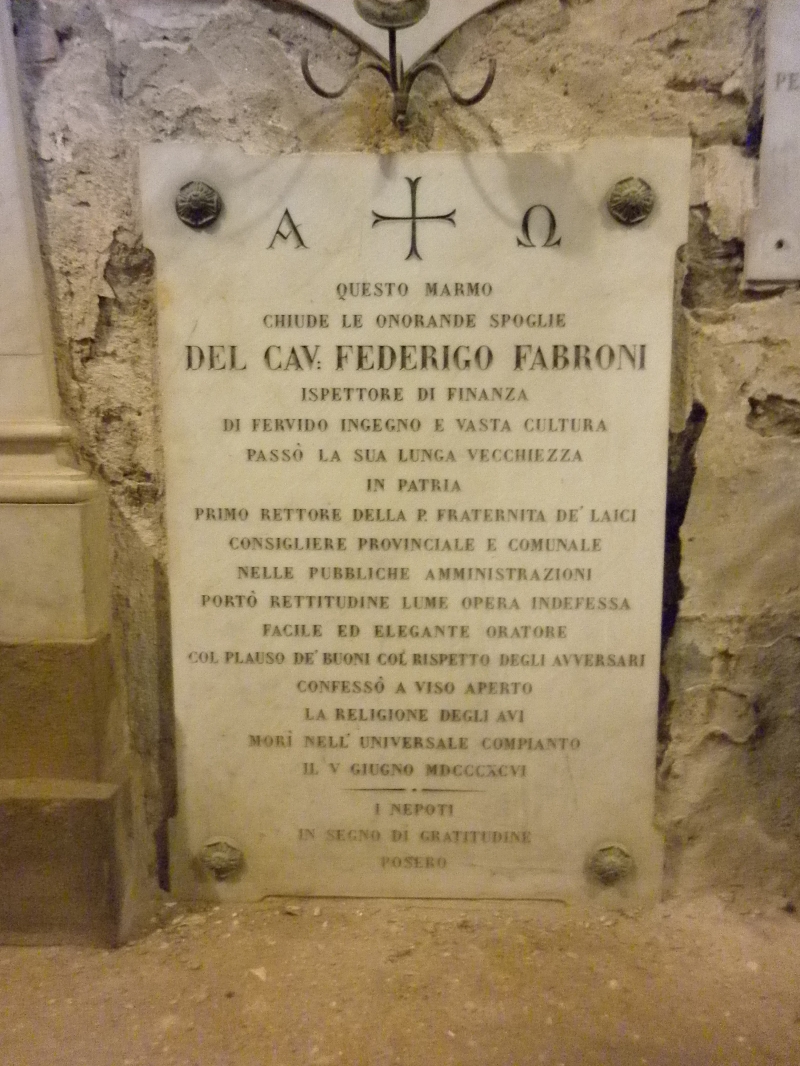 Α Ω
QUESTO MARMO
CHIUDE LE ONORANDE SPOGLIE
DEL CAV: FEDERIGO FABRONI
ISPETTORE DI FINANZA
DI FERVIDO INGEGNO E VASTA CULTURA
PASSÒ LA SUA LUNGA VECCHIEZZA
IN PATRIA
PRIMO RETTORE DELLA P. FRATERNITA DE' LAICI
CONSIGLIERE PROVINCIALE E COMUNALE
NELLE PUBBLICHE AMMINISTRAZIONI
PORTÒ RETTITUDINE LUME OPERA INDEFESSA
FACILE ED ELEGANTE ORATORE
COL PLAUSO DE' BUONI COL RISPETTO DEGLI AVVERSARI
CONFESSÒ A VISO APERTO
LA RELIGIONE DEGLI AVI
MORÌ NELL' UNIVERSALE COMPIANTO
IL V GIUGNO MDCCCXCVI
I NEPOTI
IN SEGNO DI GRATITUDINE
POSERO
PE